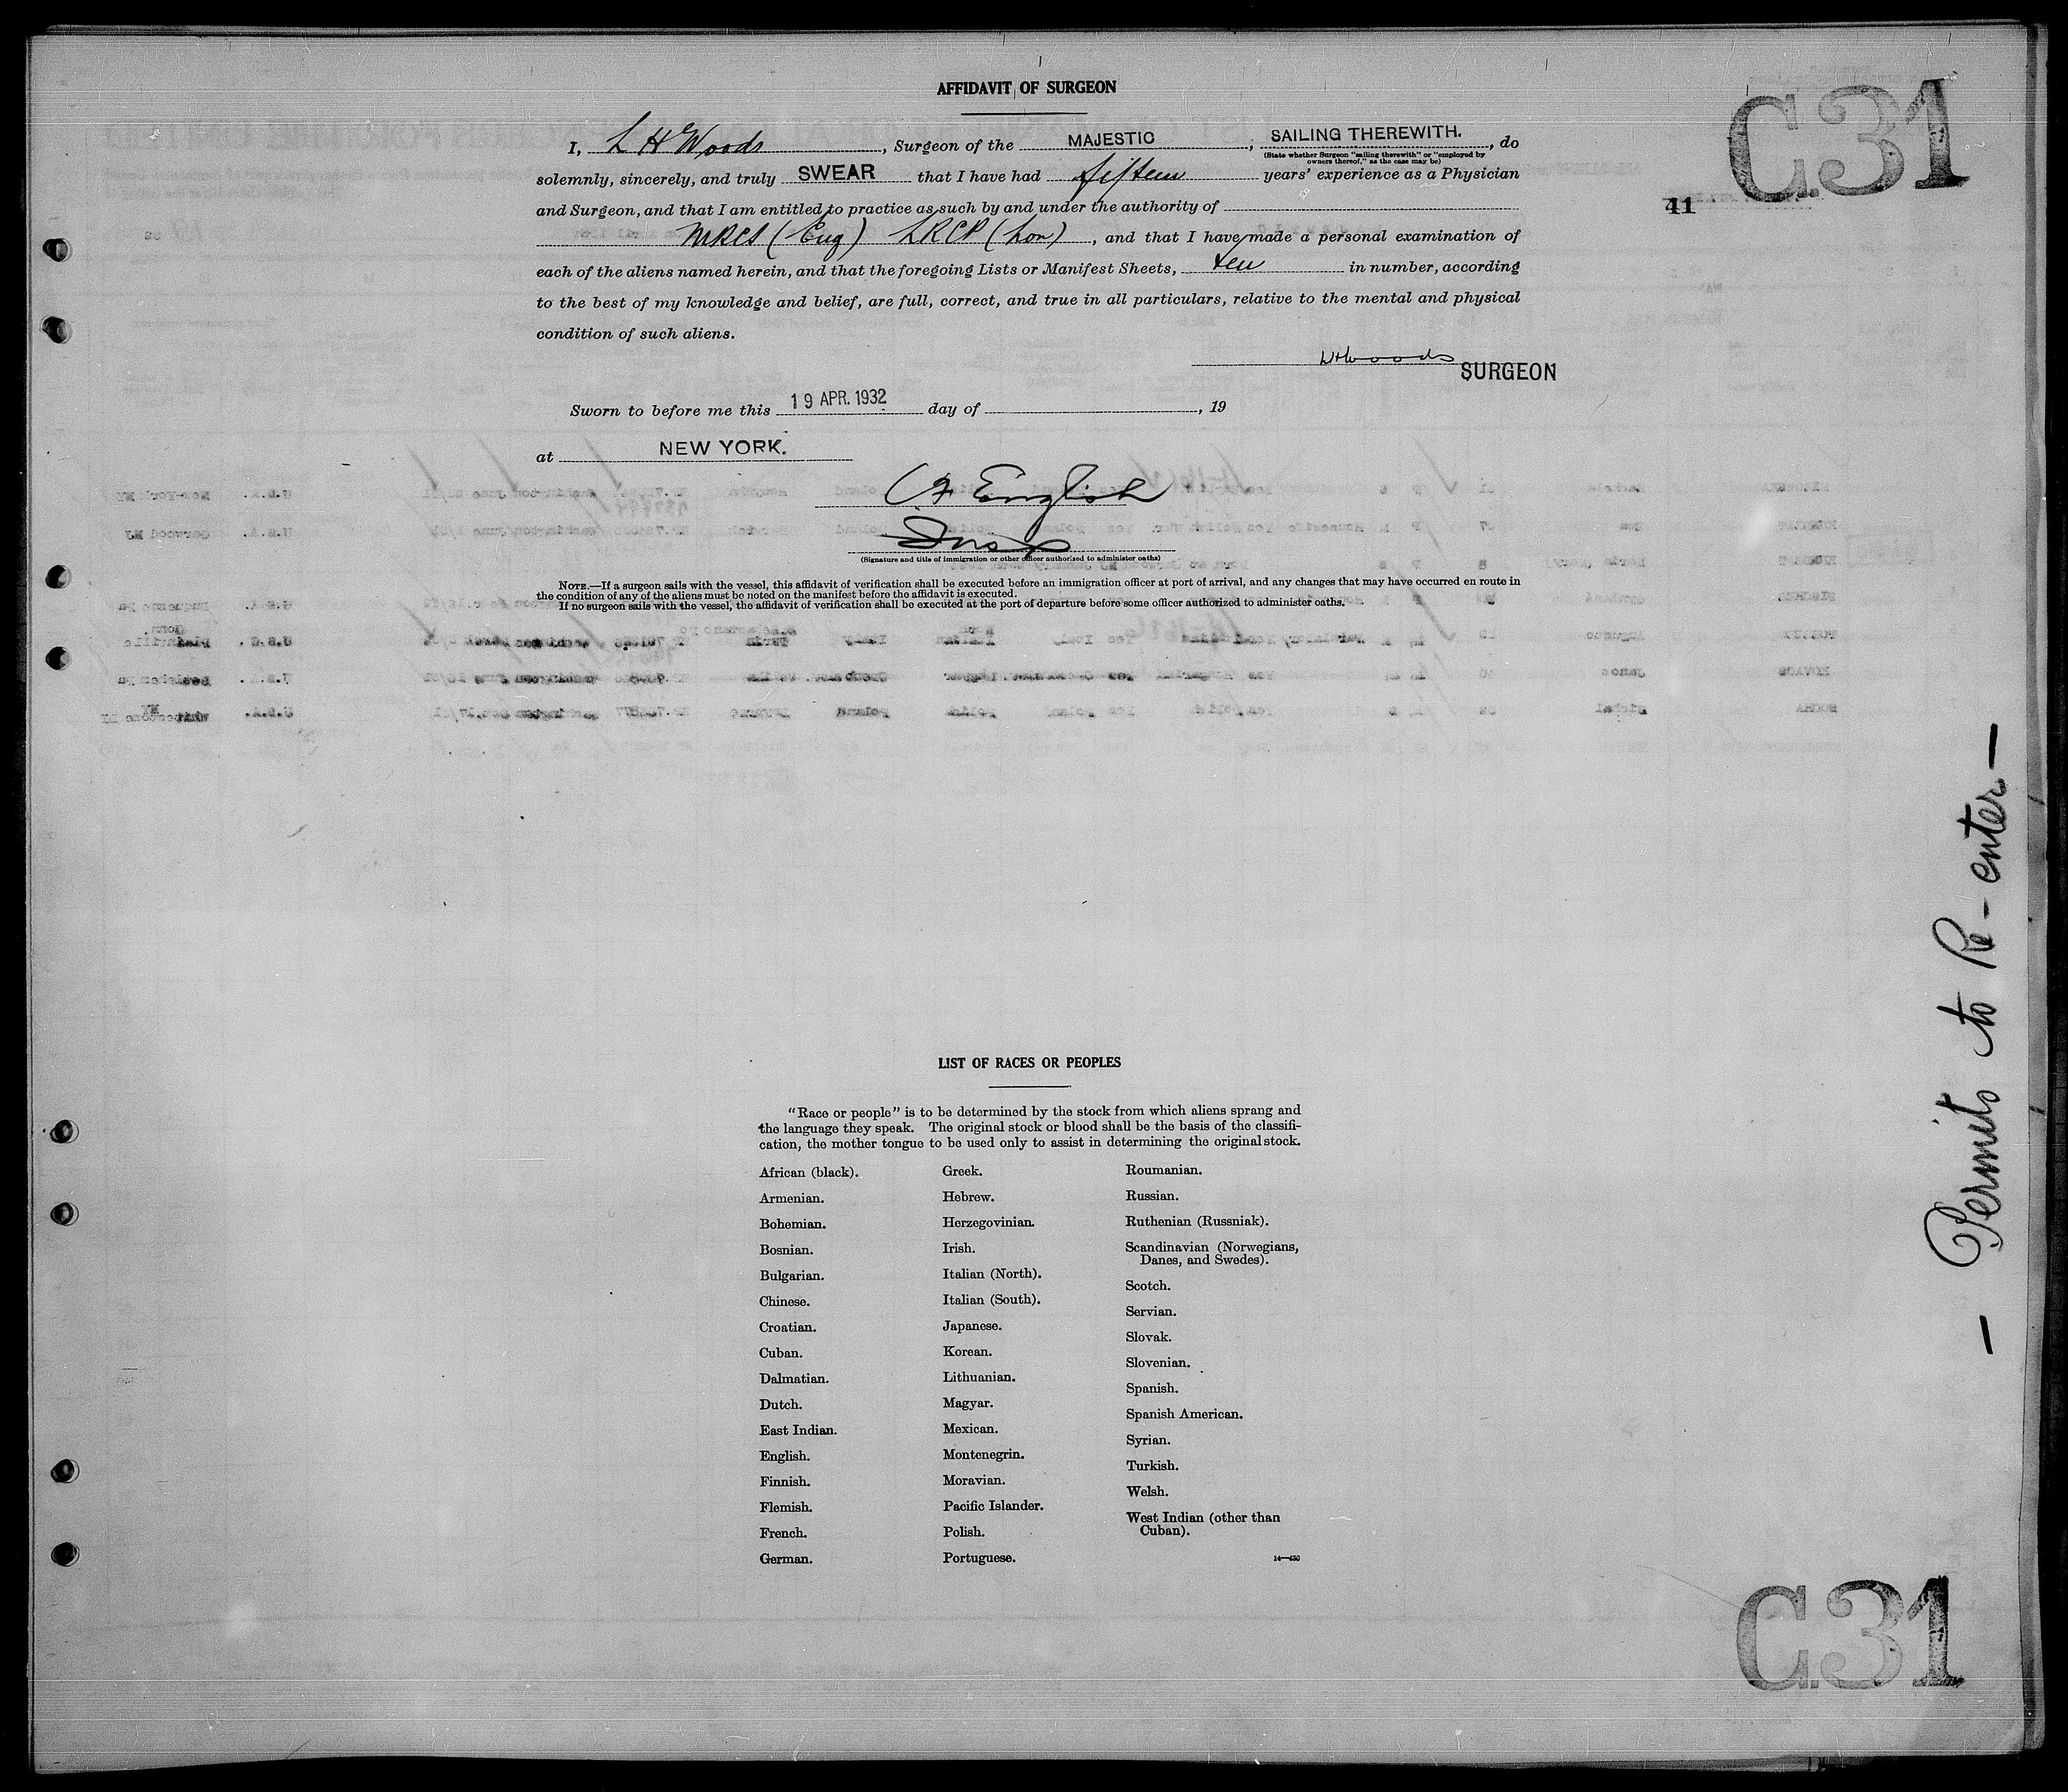 AFFIDAVIT OF SURGEON
C.31
I, L H Woods, Surgeon of the MAJESTIC, SAILING THEREWITH., do
(State whether Surgeon "sailing therewith" or "employed by
owners thereof," as the case may be)
solemnly, sincerely, and truly SWEAR that I have had fifteen years' experience as a Physician
41
and Surgeon, and that I am entitled to practice as such by and under the authority of
MRCS (Eng) LRCP (Lon), and that I have made a personal examination of
each of the aliens named herein, and that the foregoing Lists or Manifest Sheets, ten in number, according
to the best of my knowledge and belief, are full, correct, and true in all particulars, relative to the mental and physical
condition of such aliens.
LHWoods
SURGEON
Sworn to before me this 19 APR. 1932 day of , 19
at NEW YORK.
English
Insp
(Signature and title of immigration or other officer authorized to administer oaths)
NOTE.—If a surgeon sails with the vessel, this affidavit of verification shall be executed before an immigration officer at port of arrival, and any changes that may have occurred en route in
the condition of any of the aliens must be noted on the manifest before the affidavit is executed.
If no surgeon sails with the vessel, the affidavit of verification shall be executed at the port of departure before some officer authorized to administer oaths.
— Permits to Re-enter —
LIST OF RACES OR PEOPLES
"Race or people" is to be determined by the stock from which aliens sprang and
the language they speak. The original stock or blood shall be the basis of the classifi-
cation, the mother tongue to be used only to assist in determining the original stock.
African (black).
Armenian.
Bohemian.
Bosnian.
Bulgarian.
Chinese.
Croatian.
Cuban.
Dalmatian.
Dutch.
East Indian.
English.
Finnish.
Flemish.
French.
German.
Greek.
Hebrew.
Herzegovinian.
Irish.
Italian (North).
Italian (South).
Japanese.
Korean.
Lithuanian.
Magyar.
Mexican.
Montenegrin.
Moravian.
Pacific Islander.
Polish.
Portuguese.
Roumanian.
Russian.
Ruthenian (Russniak).
Scandinavian (Norwegians,
Danes, and Swedes).
Scotch.
Servian.
Slovak.
Slovenian.
Spanish.
Spanish American.
Syrian.
Turkish.
Welsh.
West Indian (other than
Cuban).
14—430
C.31